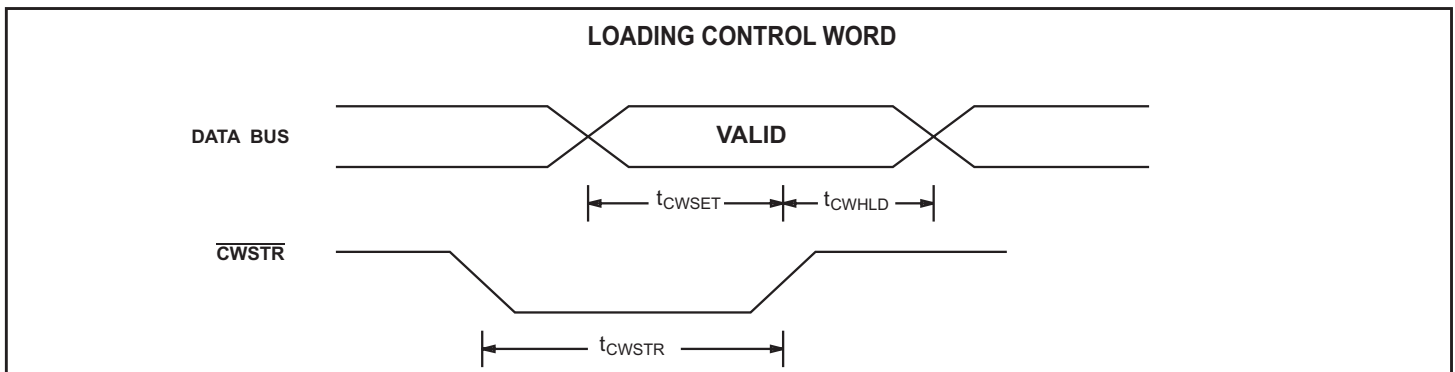 LOADING CONTROL WORD
DATA BUS
VALID
tCWSET
tCWHLD
CWSTR
tCWSTR